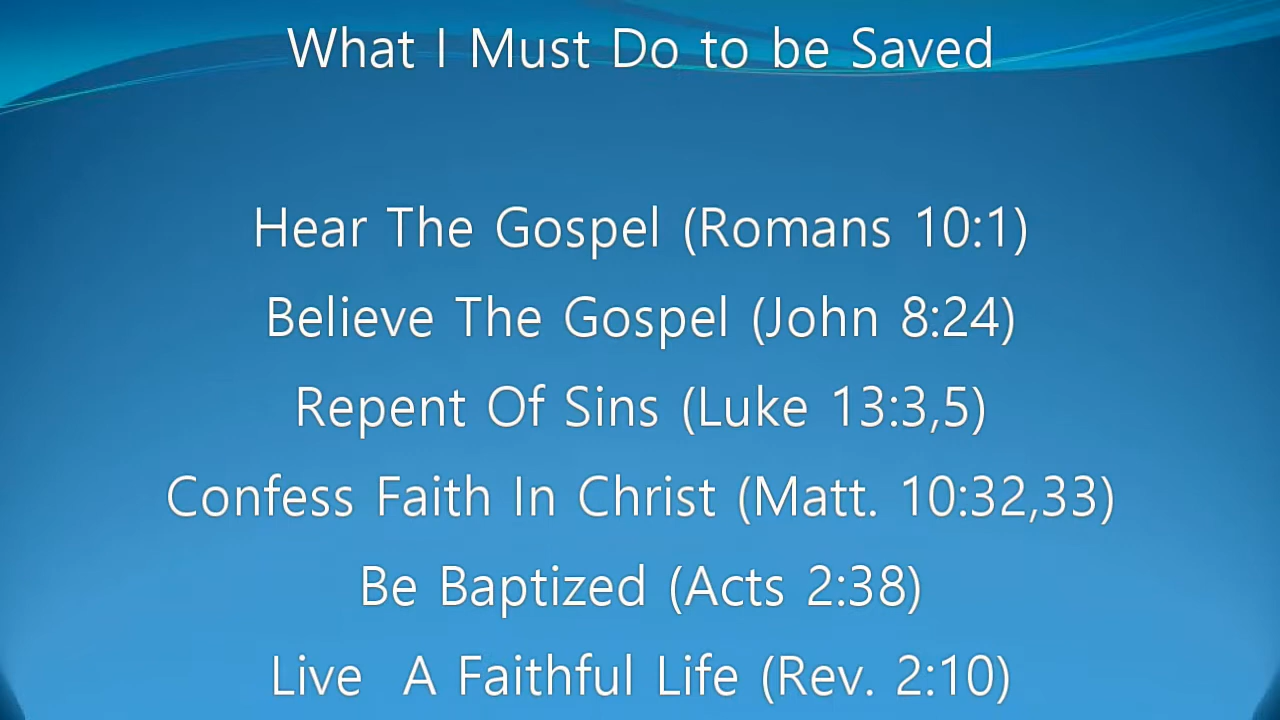 What I Must Do to be Saved
Hear The Gospel (Romans 10:1)
Believe The Gospel (John 8:24)
Repent Of Sins (Luke 13:3,5)
Confess Faith In Christ (Matt. 10:32,33)
Be Baptized (Acts 2:38)
Live  A Faithful Life (Rev. 2:10)